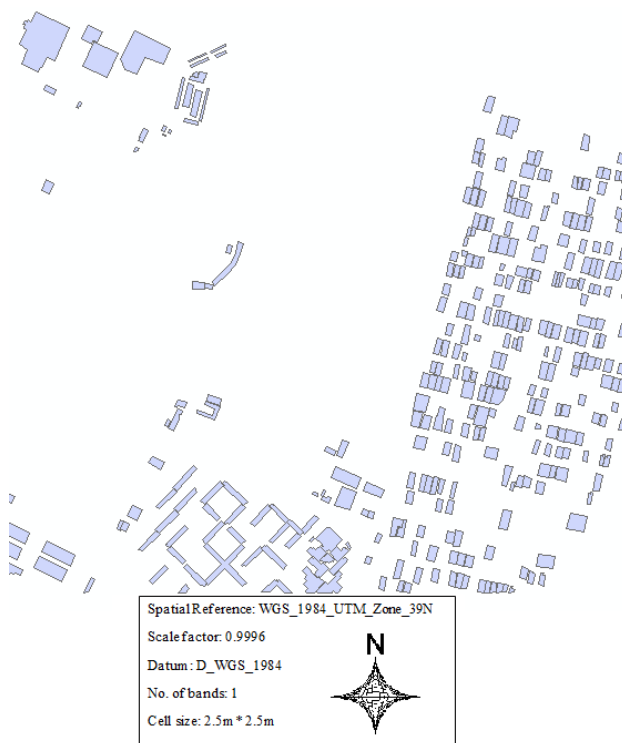 Spatial Reference: WGS_1984_UTM_Zone_39N
Scale factor: 0.9996
Datum : D_WGS_1984
No. of bands: 1
Cell size: 2.5m * 2.5m
N